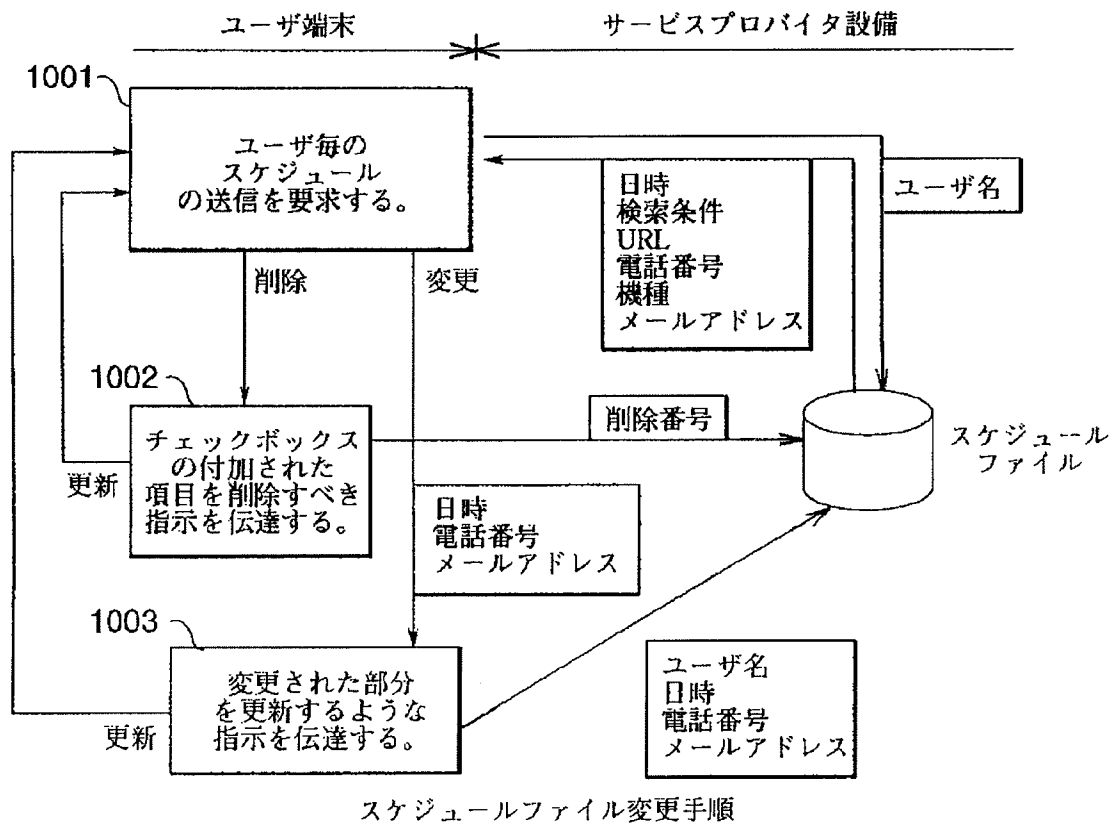 ユーザ端末
サービスプロバイタ設備
1001
ユーザ毎の
スケジュール
の送信を要求する。
日時
検索条件
URL
電話番号
機種
メールアドレス
ユーザ名
削除
変更
1002
チェックボックス
の付加された
項目を削除すべき
指示を伝達する。
更新
削除番号
スケジュール
ファイル
日時
電話番号
メールアドレス
1003
変更された部分
を更新するような
指示を伝達する。
更新
ユーザ名
日時
電話番号
メールアドレス
スケジュールファイル変更手順